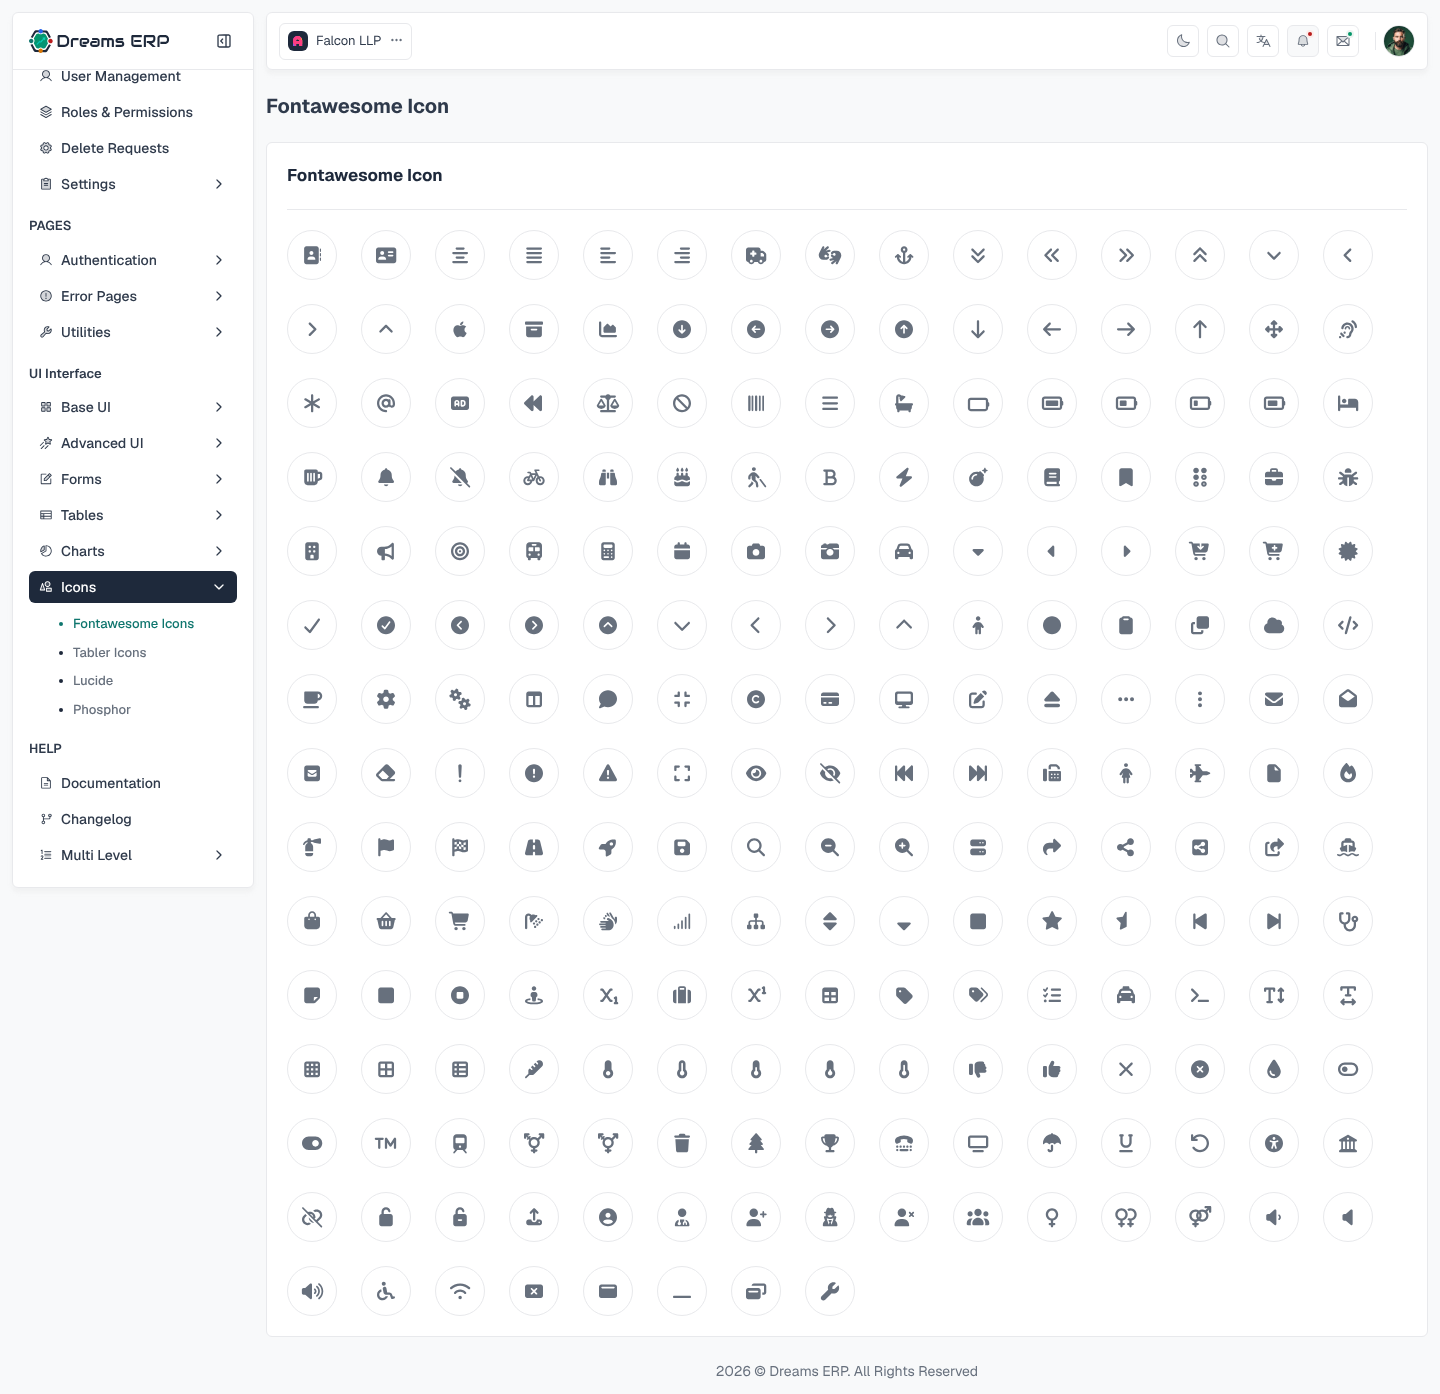 Dreams ERP
User Management
Roles & Permissions
Delete Requests
Settings
PAGES
Authentication
Error Pages
Utilities
UI Interface
Base UI
Advanced UI
Forms
Tables
Charts
Icons
Fontawesome Icons
Tabler Icons
Lucide
Phosphor
HELP
Documentation
Changelog
Multi Level
Falcon LLP
Fontawesome Icon
Fontawesome Icon
2026 © Dreams ERP. All Rights Reserved